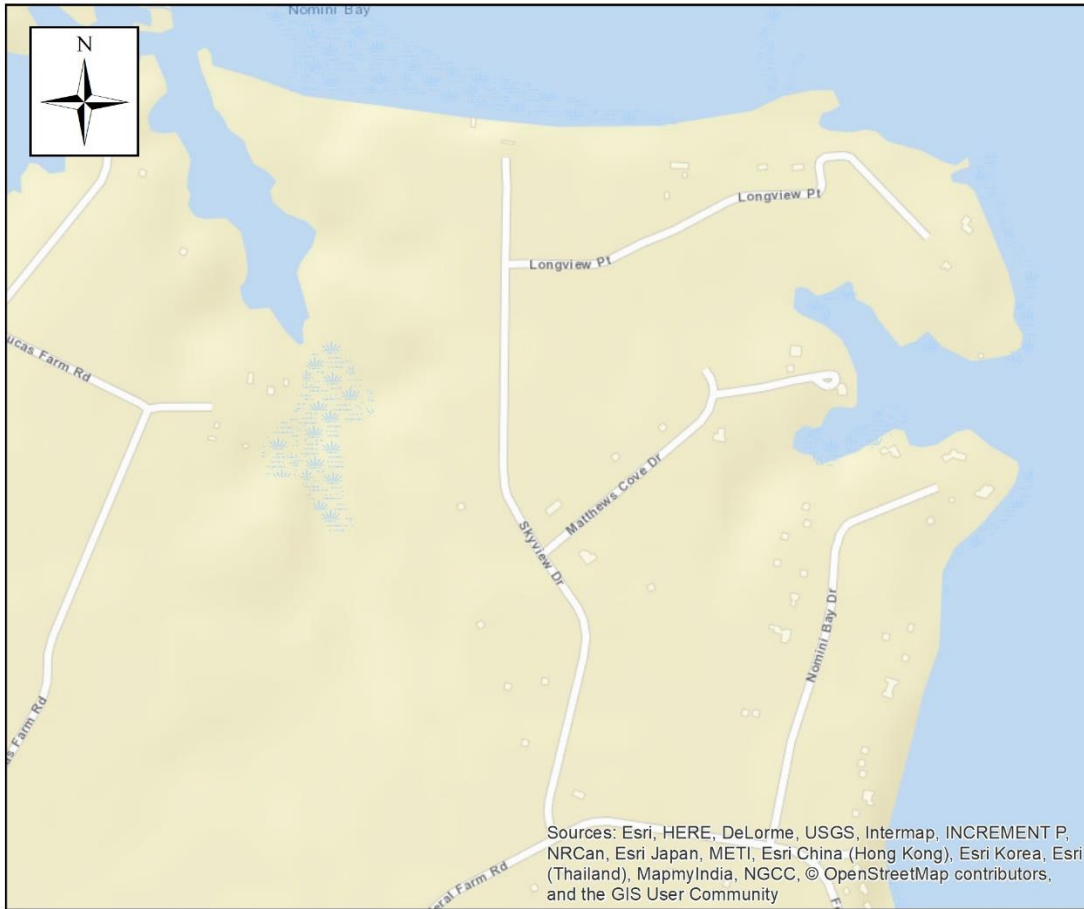 Nomini Bay
N
Longview Pt
Longview Pt
ucas Farm Rd
Matthews Cove Dr
Skyview Dr
Nomini Bay Dr
as Farm Rd
eral Farm Rd
Sources: Esri, HERE, DeLorme, USGS, Intermap, INCREMENT P,
NRCan, Esri Japan, METI, Esri China (Hong Kong), Esri Korea, Esri
(Thailand), MapmyIndia, NGCC, © OpenStreetMap contributors,
and the GIS User Community